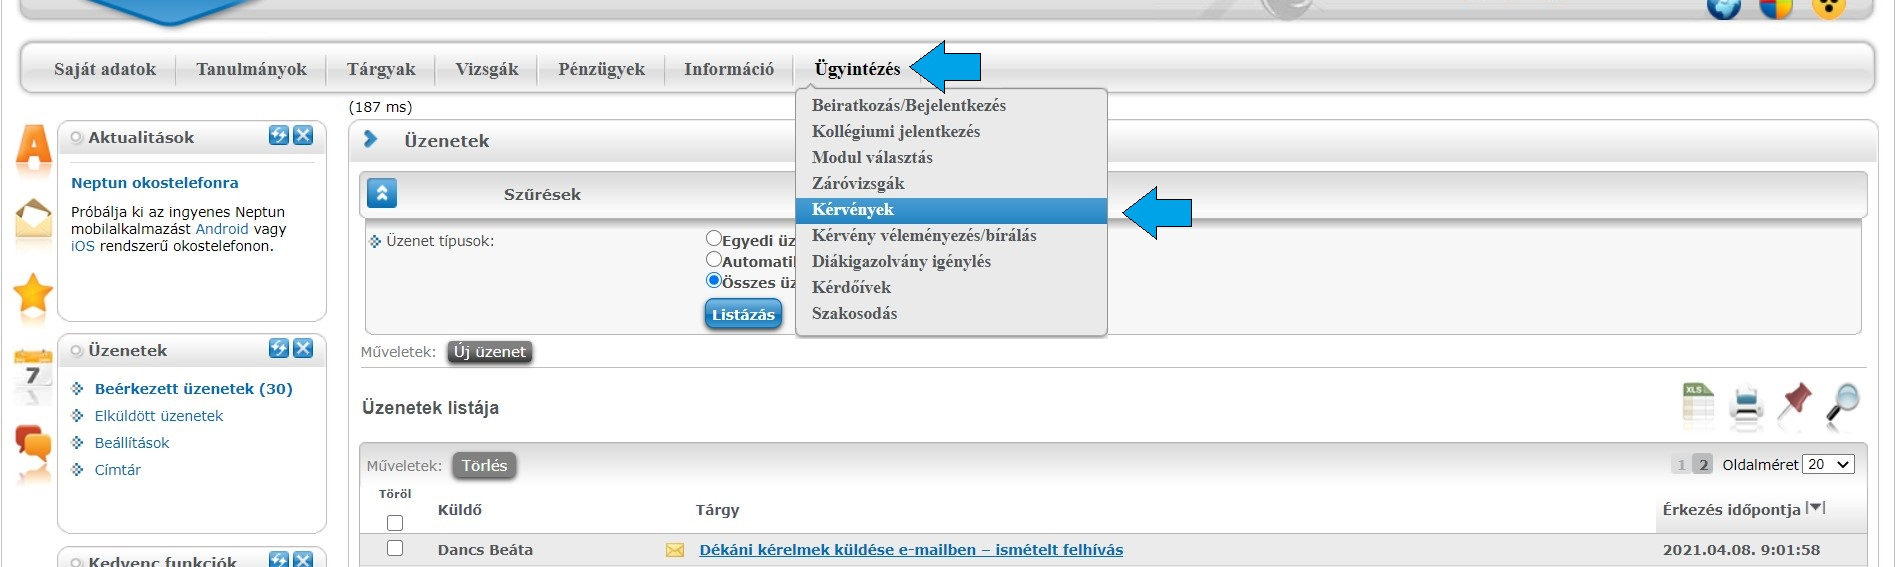 Saját adatok Tanulmányok Tárgyak Vizsgák Pénzügyek Információ Ügyintézés
(187 ms)
Beiratkozás/Bejelentkezés
Kollégiumi jelentkezés
Modul választás
Záróvizsgák
Kérvények
Kérvény véleményezés/bírálás
Diákigazolvány igénylés
Kérdőívek
Szakosodás
A
Aktualitások
Neptun okostelefonra
Próbálja ki az ingyenes Neptun
mobilalkalmazást Android vagy
iOS rendszerű okostelefonon.
7
Üzenetek
Beérkezett üzenetek (30)
Elküldött üzenetek
Beállítások
Címtár
Kedvenc funkciók
Üzenetek
Szűrések
Üzenet típusok:
Egyedi üz
Automati
Összes üz
Listázás
Műveletek: Új üzenet
Üzenetek listája
XLS
Műveletek: Törlés
1 2 Oldalméret 20
Töröl
Küldő Tárgy Érkezés időpontja
Dancs Beáta Dékáni kérelmek küldése e-mailben – ismételt felhívás 2021.04.08. 9:01:58